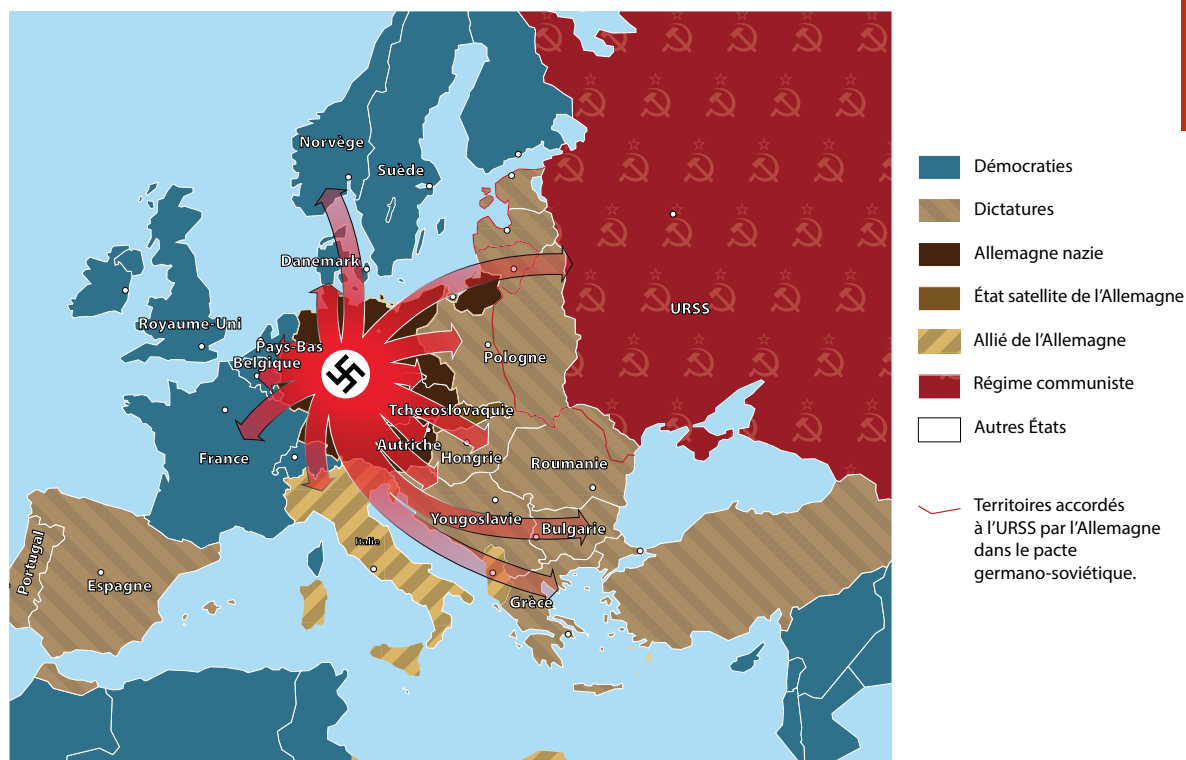 Norvège
Suède
Danemark
Royaume-Uni
Pays-Bas
Belgique
URSS
Pologne
Tchecoslovaquie
Autriche
Hongrie
France
Roumanie
Yougoslavie
Bulgarie
Italie
Portugal
Espagne
Grèce
Démocraties
Dictatures
Allemagne nazie
État satellite de l'Allemagne
Allié de l'Allemagne
Régime communiste
Autres États
Territoires accordés
à l'URSS par l'Allemagne
dans le pacte
germano-soviétique.